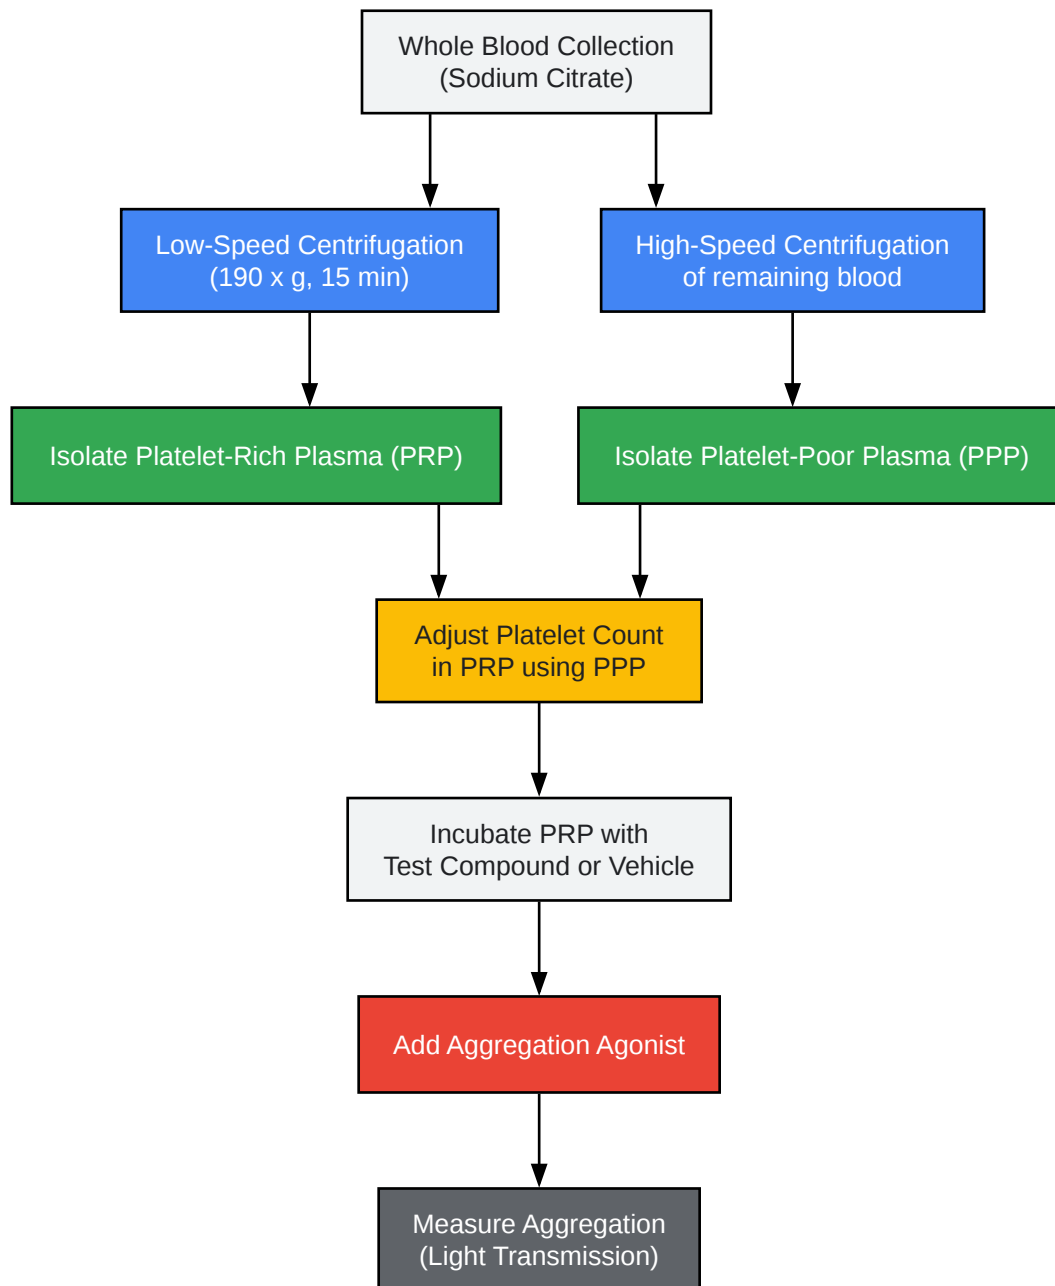 Whole Blood Collection
(Sodium Citrate)
Low-Speed Centrifugation
(190 x g, 15 min)
High-Speed Centrifugation
of remaining blood
Isolate Platelet-Rich Plasma (PRP)
Isolate Platelet-Poor Plasma (PPP)
Adjust Platelet Count
in PRP using PPP
Incubate PRP with
Test Compound or Vehicle
Add Aggregation Agonist
Measure Aggregation
(Light Transmission)